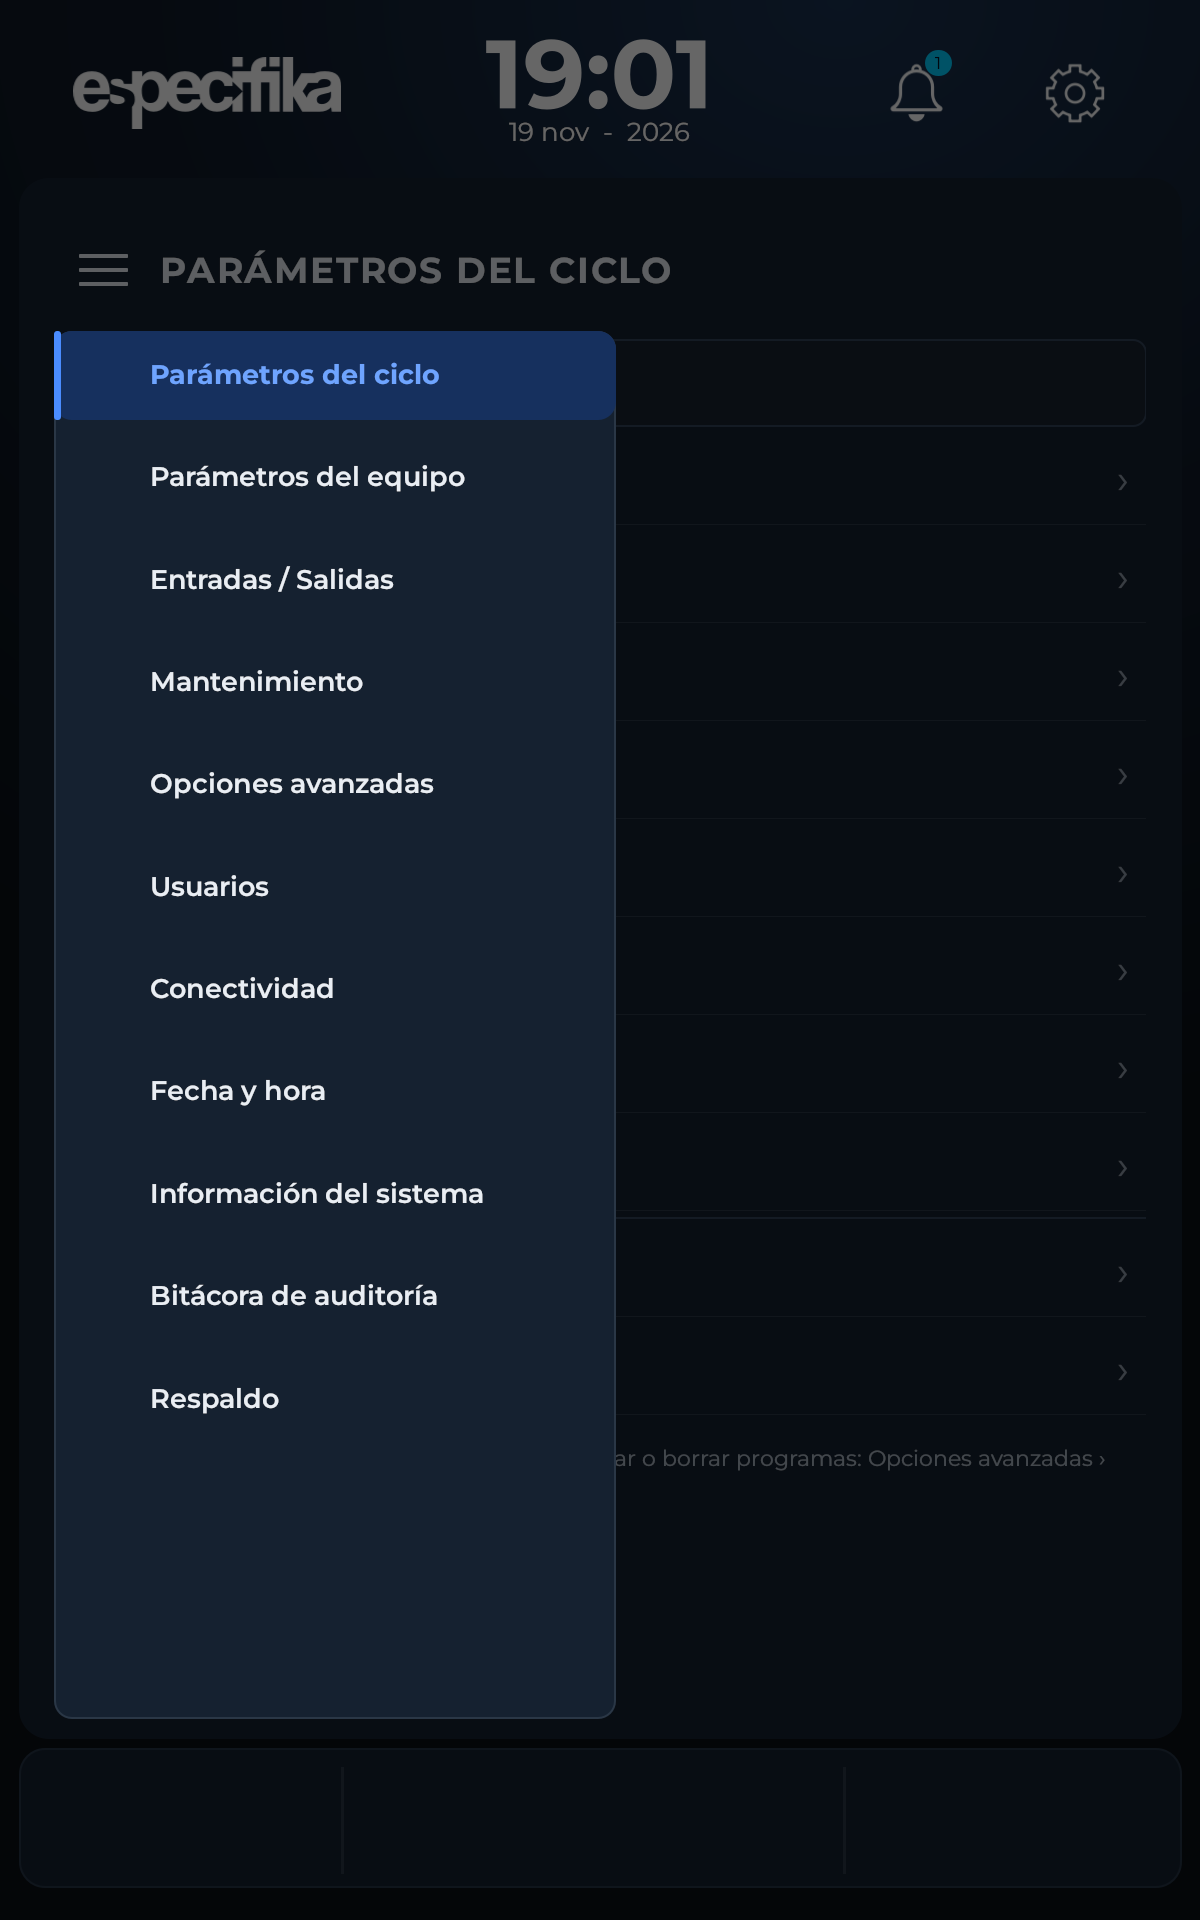 especifika
19:01
19 nov - 2026
1
PARÁMETROS DEL CICLO
Parámetros del ciclo
Parámetros del equipo
Entradas / Salidas
Mantenimiento
Opciones avanzadas
Usuarios
Conectividad
Fecha y hora
Información del sistema
Bitácora de auditoría
Respaldo
o borrar programas: Opciones avanzadas ›